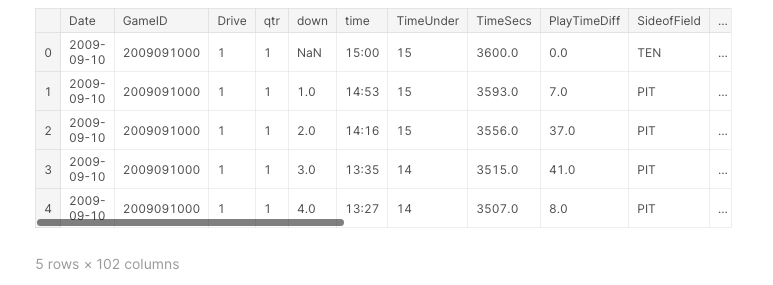 Date GameID Drive qtr down time TimeUnder TimeSecs PlayTimeDiff SideofField ...
0 2009-09-10 2009091000 1 1 NaN 15:00 15 3600.0 0.0 TEN ...
1 2009-09-10 2009091000 1 1 1.0 14:53 15 3593.0 7.0 PIT ...
2 2009-09-10 2009091000 1 1 2.0 14:16 15 3556.0 37.0 PIT ...
3 2009-09-10 2009091000 1 1 3.0 13:35 14 3515.0 41.0 PIT ...
4 2009-09-10 2009091000 1 1 4.0 13:27 14 3507.0 8.0 PIT ...
5 rows × 102 columns